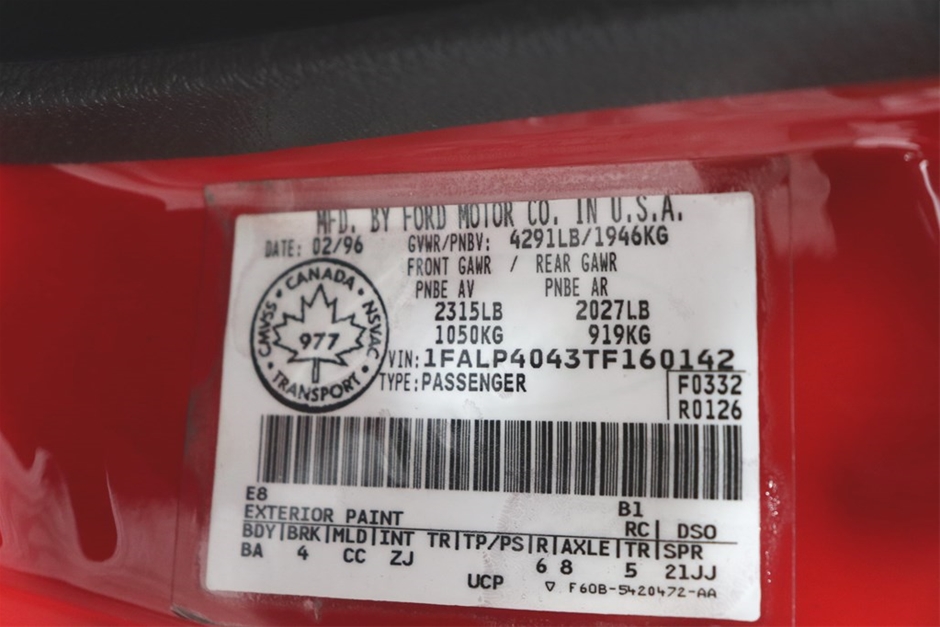 MFD. BY FORD MOTOR CO. IN U.S.A.
DATE: 02/96 GVWR/PNBV: 4291LB/1946KG
FRONT GAWR / REAR GAWR
PNBE AV PNBE AR
2315LB 2027LB
1050KG 919KG
CANADA
CMVSS 977 NSVAC
TRANSPORT
VIN: 1FALP4043TF160142
TYPE: PASSENGER F0332
R0126
E8 B1
EXTERIOR PAINT RC| DSO
BDY|BRK|MLD|INT TR|TP/PS|R|AXLE|TR|SPR
BA 4 CC ZJ 6 8 5 21JJ
UCP ▽ F60B-5420472-AA